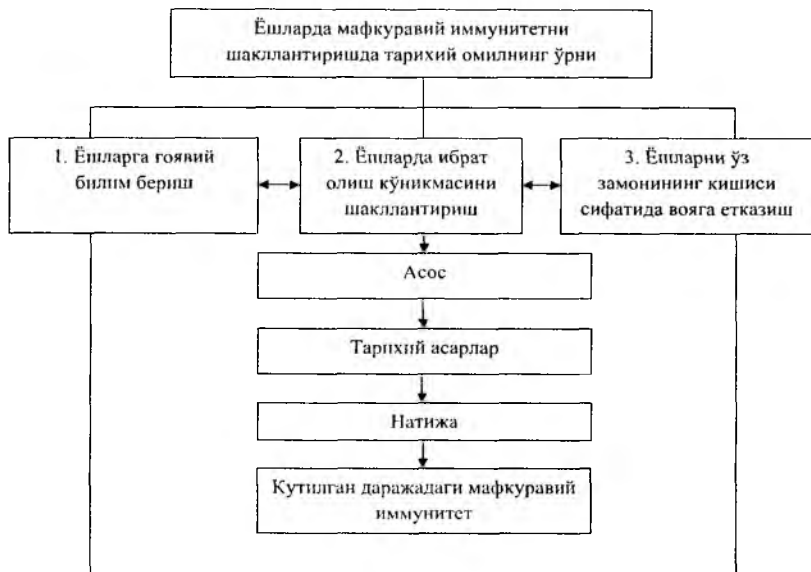 Ёшларда мафкуравий иммунитетни
шакллантиришда тарихий омилнинг ўрни
1. Ёшларга ғоявий
билим бериш
2. Ёшларда ибрат
олиш кўникмасини
шакллантириш
3. Ёшларни ўз
замонининг кишиси
сифатида вояга етказиш
Асос
Тарихий асарлар
Натижа
Кутилган даражадаги мафкуравий
иммунитет